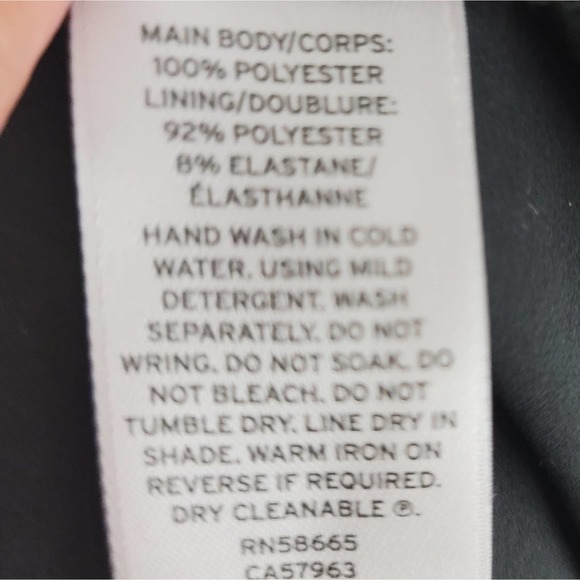 MAIN BODY/CORPS:
100% POLYESTER
LINING/DOUBLURE:
92% POLYESTER
8% ELASTANE/
ÉLASTHANNE
HAND WASH IN COLD
WATER. USING MILD
DETERGENT. WASH
SEPARATELY. DO NOT
WRING. DO NOT SOAK. DO
NOT BLEACH. DO NOT
TUMBLE DRY. LINE DRY IN
SHADE. WARM IRON ON
REVERSE IF REQUIRED.
DRY CLEANABLE Ⓟ.
RN58665
CA57963